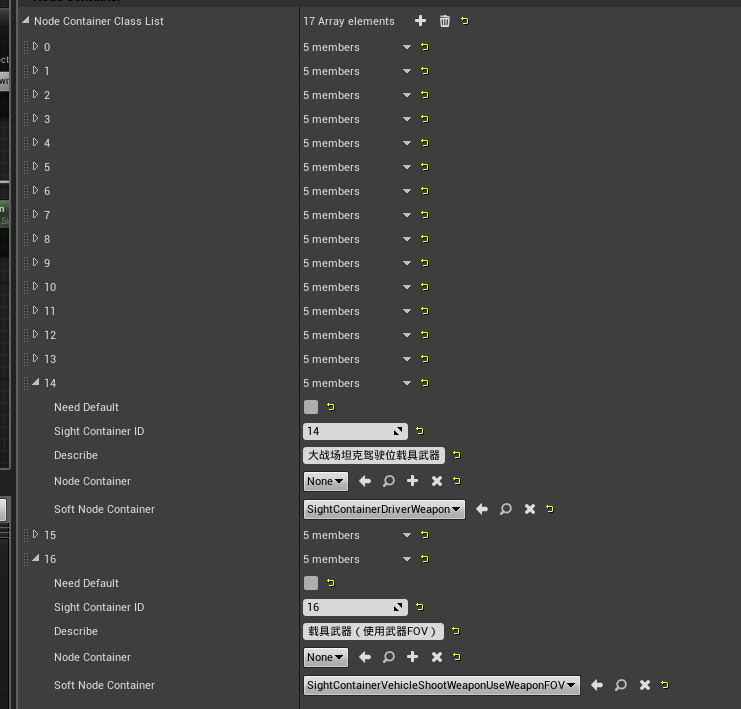 Node Container Class List 17 Array elements
0 5 members
1 5 members
2 5 members
3 5 members
4 5 members
5 5 members
6 5 members
7 5 members
8 5 members
9 5 members
10 5 members
11 5 members
12 5 members
13 5 members
14 5 members
Need Default
Sight Container ID 14
Describe 大战场坦克驾驶位载具武器
Node Container None
Soft Node Container SightContainerDriverWeapon
15 5 members
16 5 members
Need Default
Sight Container ID 16
Describe 载具武器（使用武器FOV）
Node Container None
Soft Node Container SightContainerVehicleShootWeaponUseWeaponFOV